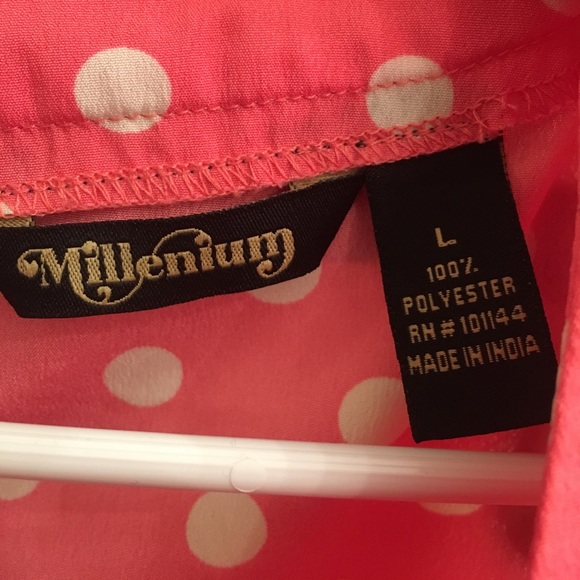 Millenium
L
100%
POLYESTER
RN # 101144
MADE IN INDIA